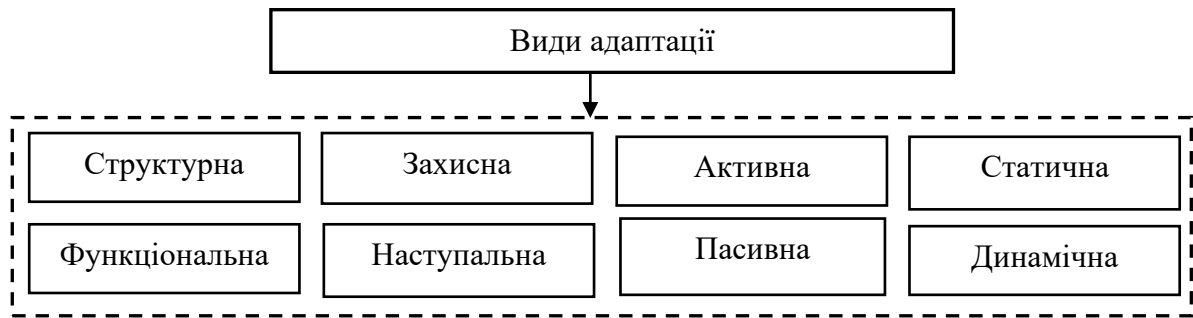 Види адаптації
Структурна
Захисна
Активна
Статична
Функціональна
Наступальна
Пасивна
Динамічна